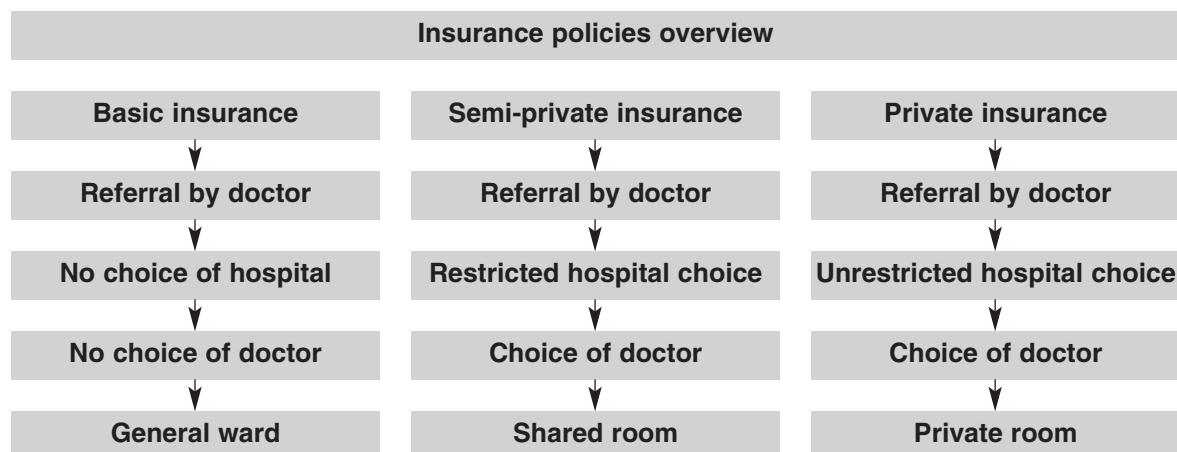 Insurance policies overview
Basic insurance
Referral by doctor
No choice of hospital
No choice of doctor
General ward
Semi-private insurance
Referral by doctor
Restricted hospital choice
Choice of doctor
Shared room
Private insurance
Referral by doctor
Unrestricted hospital choice
Choice of doctor
Private room